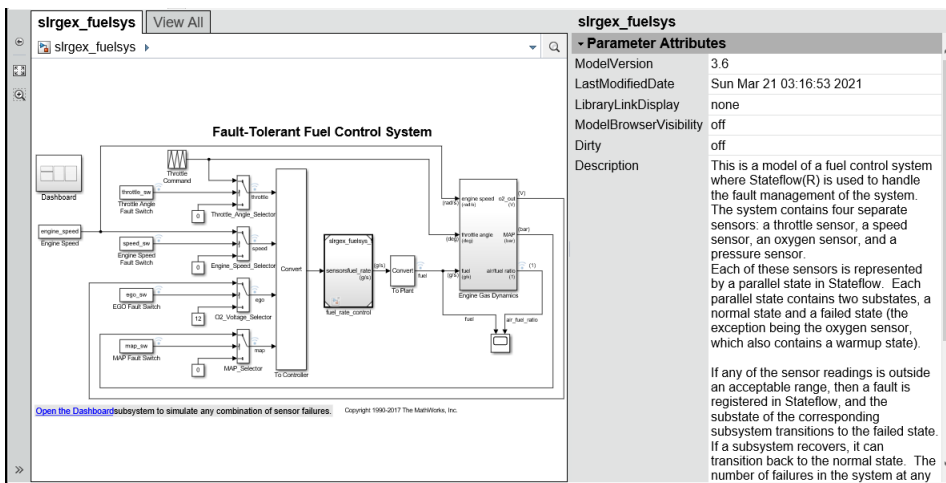 slrgex_fuelsys View All
slrgex_fuelsys
Fault-Tolerant Fuel Control System
Dashboard
Throttle
Command
throttle_sw
Throttle Angle
Fault Switch
0
throttle
Throttle_Angle_Selector
engine_speed
Engine Speed
speed_sw
Engine Speed
Fault Switch
0
speed
Engine_Speed_Selector
ego_sw
EGO Fault Switch
12
ego
O2_Voltage_Selector
map_sw
MAP Fault Switch
0
map
MAP_Selector
Convert
To Controller
slrgex_fuelsys_
sensors fuel_rate
(g/s)
fuel_rate_control
(g/s)
Convert
To Plant
fuel
(rad/s) engine speed o2_out (V)
(rad/s) (V)
(deg) throttle angle MAP (bar)
(deg) (bar)
(g/s) fuel air/fuel ratio (1)
(g/s) (1)
Engine Gas Dynamics
fuel
air_fuel_ratio
Open the Dashboardsubsystem to simulate any combination of sensor failures. Copyright 1990-2017 The MathWorks, Inc.
slrgex_fuelsys
Parameter Attributes
ModelVersion 3.6
LastModifiedDate Sun Mar 21 03:16:53 2021
LibraryLinkDisplay none
ModelBrowserVisibility off
Dirty off
Description This is a model of a fuel control system
where Stateflow(R) is used to handle
the fault management of the system.
The system contains four separate
sensors: a throttle sensor, a speed
sensor, an oxygen sensor, and a
pressure sensor.
Each of these sensors is represented
by a parallel state in Stateflow. Each
parallel state contains two substates, a
normal state and a failed state (the
exception being the oxygen sensor,
which also contains a warmup state).
If any of the sensor readings is outside
an acceptable range, then a fault is
registered in Stateflow, and the
substate of the corresponding
subsystem transitions to the failed state.
If a subsystem recovers, it can
transition back to the normal state. The
number of failures in the system at any